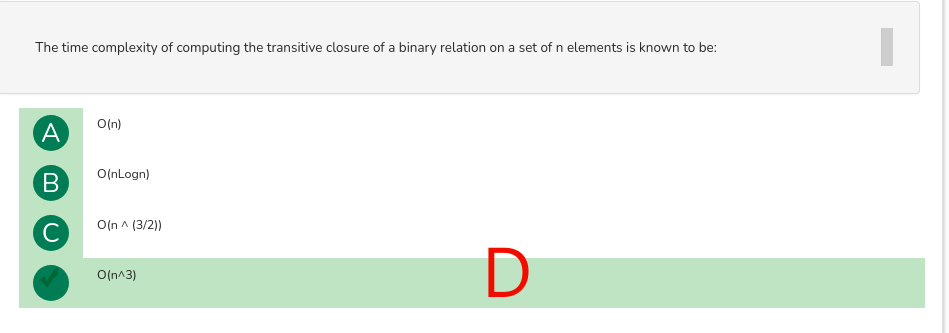 The time complexity of computing the transitive closure of a binary relation on a set of n elements is known to be:
A O(n)
B O(nLogn)
C O(n ^ (3/2))
O(n^3)
D